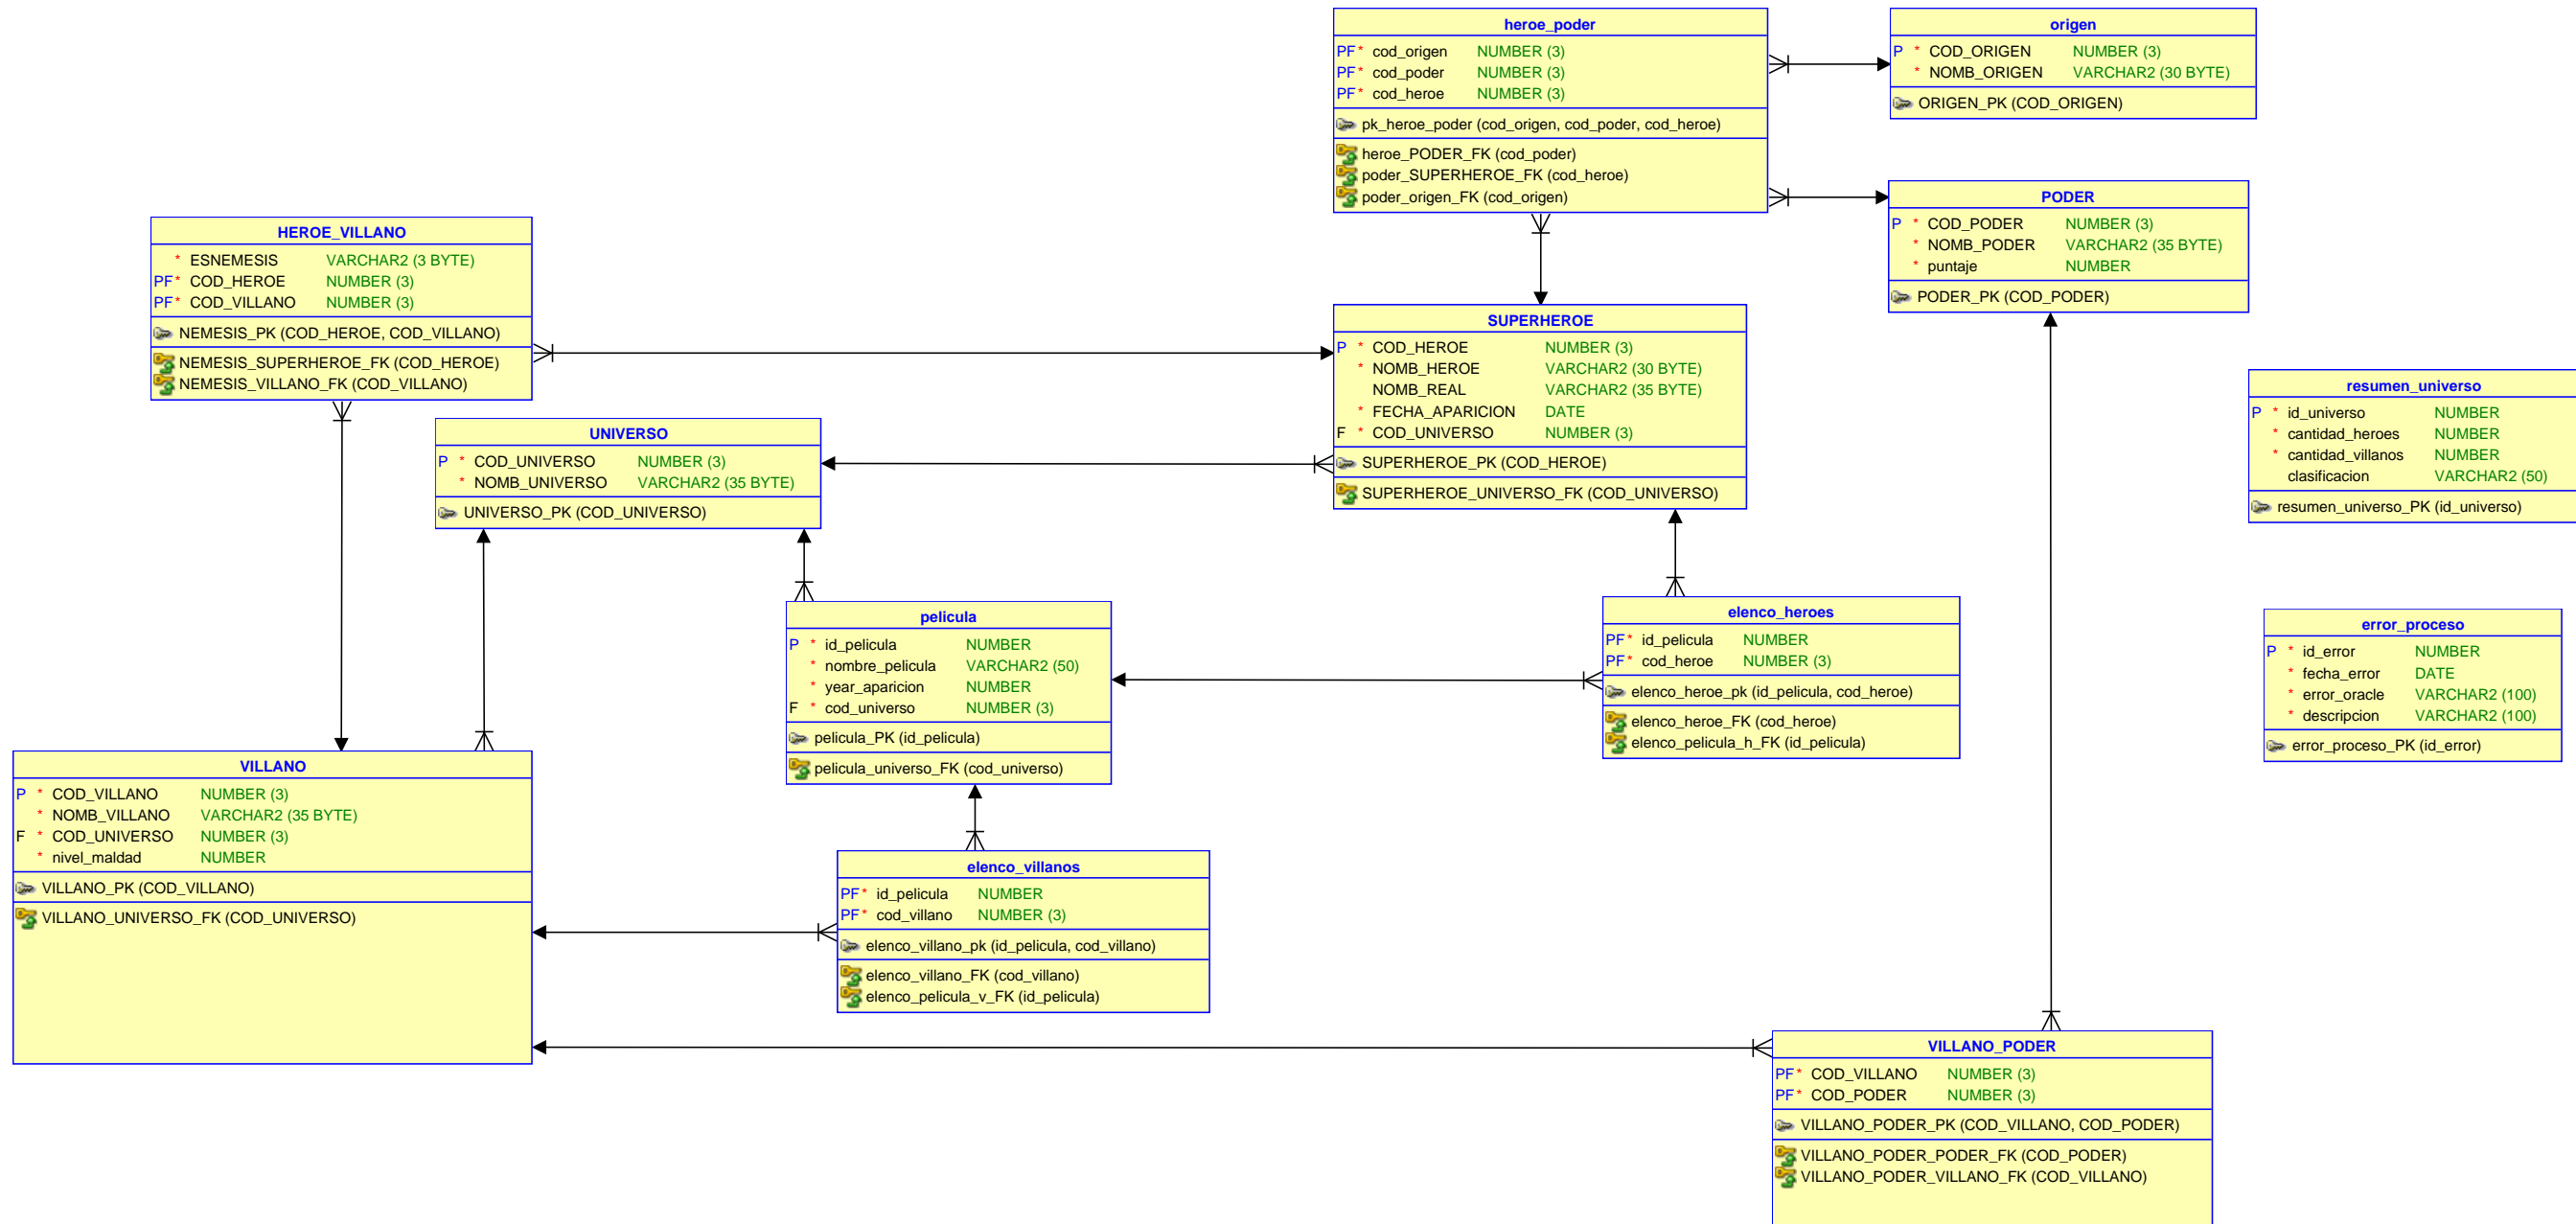 heroe_poder
PF* cod_origen NUMBER (3)
PF* cod_poder NUMBER (3)
PF* cod_heroe NUMBER (3)
pk_heroe_poder (cod_origen, cod_poder, cod_heroe)
heroe_PODER_FK (cod_poder)
poder_SUPERHEROE_FK (cod_heroe)
poder_origen_FK (cod_origen)
origen
P * COD_ORIGEN NUMBER (3)
* NOMB_ORIGEN VARCHAR2 (30 BYTE)
ORIGEN_PK (COD_ORIGEN)
PODER
P * COD_PODER NUMBER (3)
* NOMB_PODER VARCHAR2 (35 BYTE)
* puntaje NUMBER
PODER_PK (COD_PODER)
HEROE_VILLANO
* ESNEMESIS VARCHAR2 (3 BYTE)
PF* COD_HEROE NUMBER (3)
PF* COD_VILLANO NUMBER (3)
NEMESIS_PK (COD_HEROE, COD_VILLANO)
NEMESIS_SUPERHEROE_FK (COD_HEROE)
NEMESIS_VILLANO_FK (COD_VILLANO)
SUPERHEROE
P * COD_HEROE NUMBER (3)
* NOMB_HEROE VARCHAR2 (30 BYTE)
NOMB_REAL VARCHAR2 (35 BYTE)
* FECHA_APARICION DATE
F * COD_UNIVERSO NUMBER (3)
SUPERHEROE_PK (COD_HEROE)
SUPERHEROE_UNIVERSO_FK (COD_UNIVERSO)
resumen_universo
P * id_universo NUMBER
* cantidad_heroes NUMBER
* cantidad_villanos NUMBER
clasificacion VARCHAR2 (50)
resumen_universo_PK (id_universo)
UNIVERSO
P * COD_UNIVERSO NUMBER (3)
* NOMB_UNIVERSO VARCHAR2 (35 BYTE)
UNIVERSO_PK (COD_UNIVERSO)
pelicula
P * id_pelicula NUMBER
* nombre_pelicula VARCHAR2 (50)
* year_aparicion NUMBER
F * cod_universo NUMBER (3)
pelicula_PK (id_pelicula)
pelicula_universo_FK (cod_universo)
elenco_heroes
PF* id_pelicula NUMBER
PF* cod_heroe NUMBER (3)
elenco_heroe_pk (id_pelicula, cod_heroe)
elenco_heroe_FK (cod_heroe)
elenco_pelicula_h_FK (id_pelicula)
error_proceso
P * id_error NUMBER
* fecha_error DATE
* error_oracle VARCHAR2 (100)
* descripcion VARCHAR2 (100)
error_proceso_PK (id_error)
VILLANO
P * COD_VILLANO NUMBER (3)
* NOMB_VILLANO VARCHAR2 (35 BYTE)
F * COD_UNIVERSO NUMBER (3)
* nivel_maldad NUMBER
VILLANO_PK (COD_VILLANO)
VILLANO_UNIVERSO_FK (COD_UNIVERSO)
elenco_villanos
PF* id_pelicula NUMBER
PF* cod_villano NUMBER (3)
elenco_villano_pk (id_pelicula, cod_villano)
elenco_villano_FK (cod_villano)
elenco_pelicula_v_FK (id_pelicula)
VILLANO_PODER
PF* COD_VILLANO NUMBER (3)
PF* COD_PODER NUMBER (3)
VILLANO_PODER_PK (COD_VILLANO, COD_PODER)
VILLANO_PODER_PODER_FK (COD_PODER)
VILLANO_PODER_VILLANO_FK (COD_VILLANO)